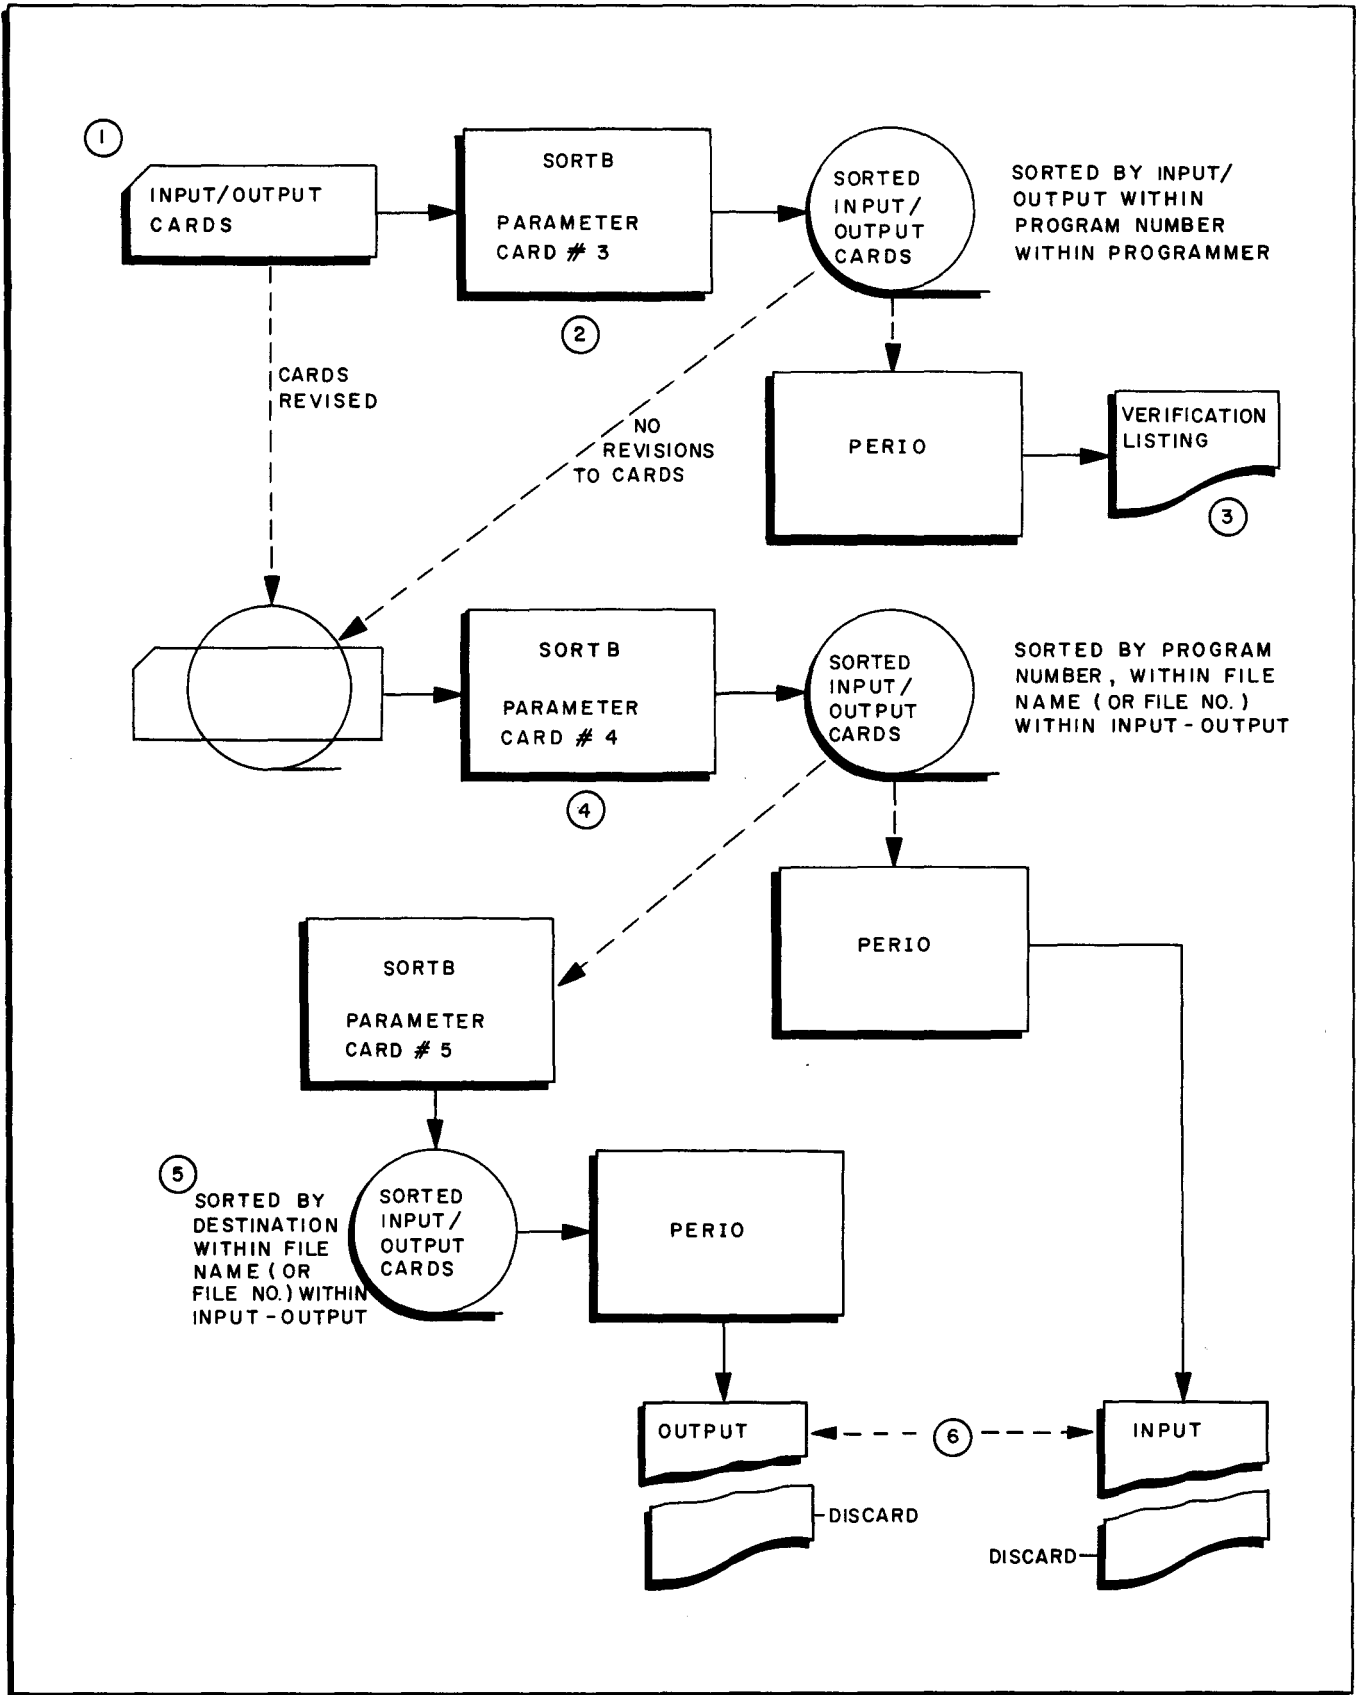 1
INPUT/OUTPUT
CARDS
SORTB
PARAMETER
CARD # 3
2
SORTED
INPUT/
OUTPUT
CARDS
SORTED BY INPUT/
OUTPUT WITHIN
PROGRAM NUMBER
WITHIN PROGRAMMER
CARDS
REVISED
NO
REVISIONS
TO CARDS
PERIO
VERIFICATION
LISTING
3
SORTB
PARAMETER
CARD # 4
4
SORTED
INPUT/
OUTPUT
CARDS
SORTED BY PROGRAM
NUMBER, WITHIN FILE
NAME (OR FILE NO.)
WITHIN INPUT-OUTPUT
SORTB
PARAMETER
CARD # 5
PERIO
5
SORTED BY
DESTINATION
WITHIN FILE
NAME (OR
FILE NO.) WITHIN
INPUT-OUTPUT
SORTED
INPUT/
OUTPUT
CARDS
PERIO
OUTPUT
6
INPUT
DISCARD
DISCARD